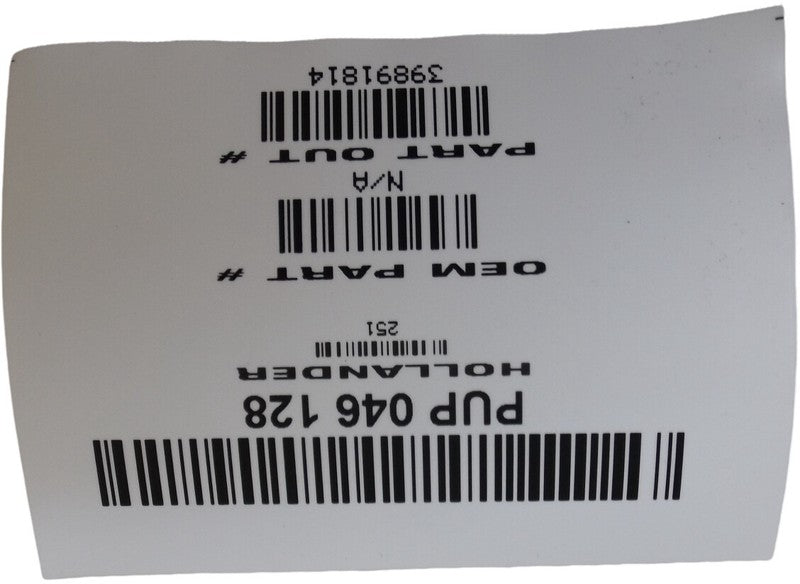 PUP 046 128
HOLLANDER
251
OEM PART #
N/A
PART OUT #
39891814